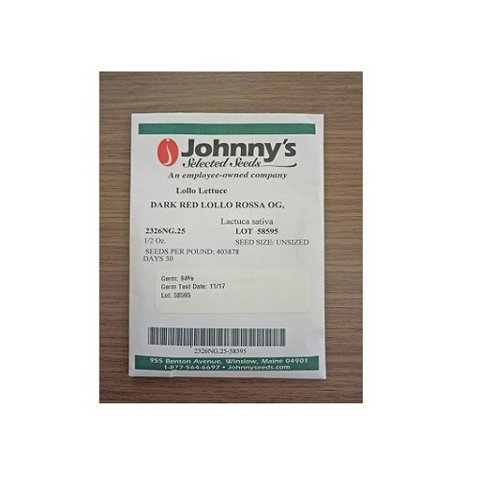 Johnny's
Selected Seeds
An employee-owned company
Lollo Lettuce
DARK RED LOLLO ROSSA OG,
Lactuca sativa
2326NG.25 LOT 58595
1/2 Oz. SEED SIZE: UNSIZED
SEEDS PER POUND: 403878
DAYS 30
Germ: 94%
Germ Test Date: 11/17
Lot: 58595
2326NG.25-58595
955 Benton Avenue, Winslow, Maine 04901
1-877-564-6697 • Johnnyseeds.com